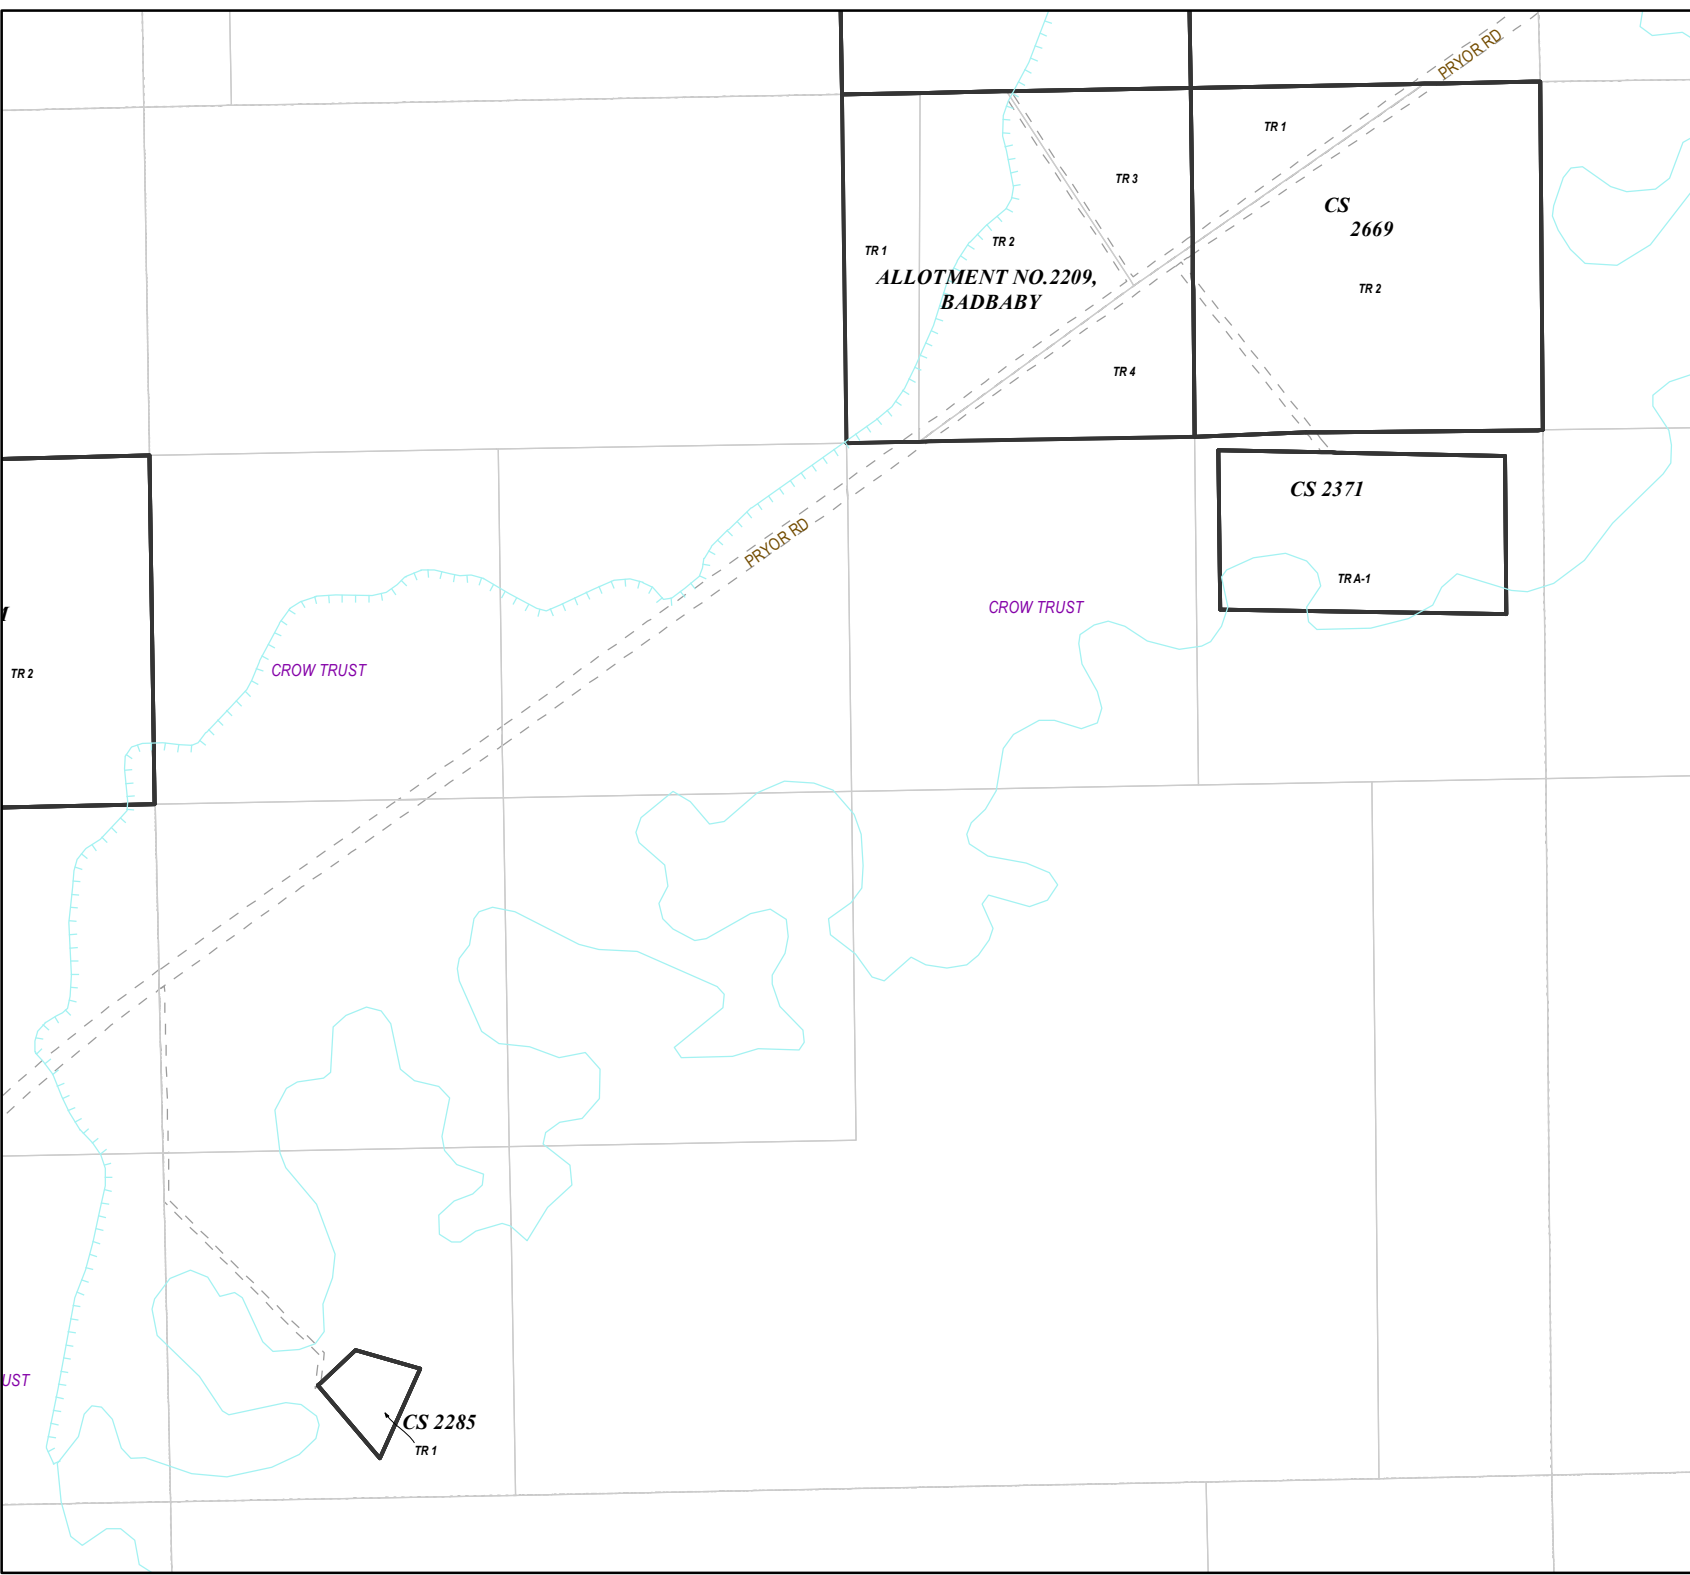 PRYOR RD
TR 1
TR 3
CS
2669
TR 1
TR 2
ALLOTMENT NO.2209,
BADBABY
TR 2
TR 4
CS 2371
PRYOR RD
TR A-1
CROW TRUST
CROW TRUST
TR 2
UST
CS 2285
TR 1